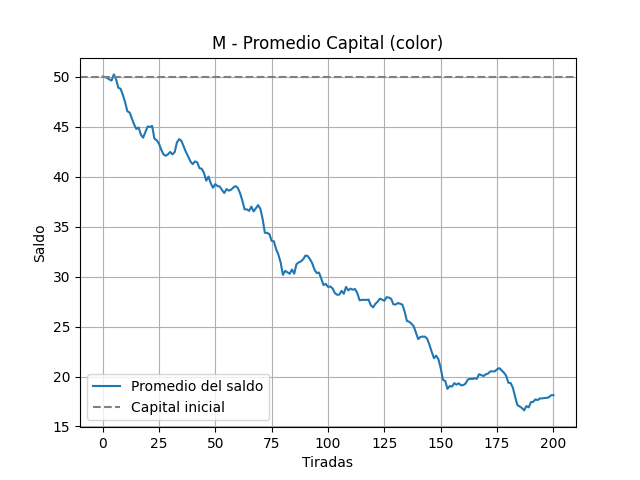 M - Promedio Capital (color)
50
45
40
35
30
25
20
15
Saldo
Promedio del saldo
Capital inicial
0 25 50 75 100 125 150 175 200
Tiradas